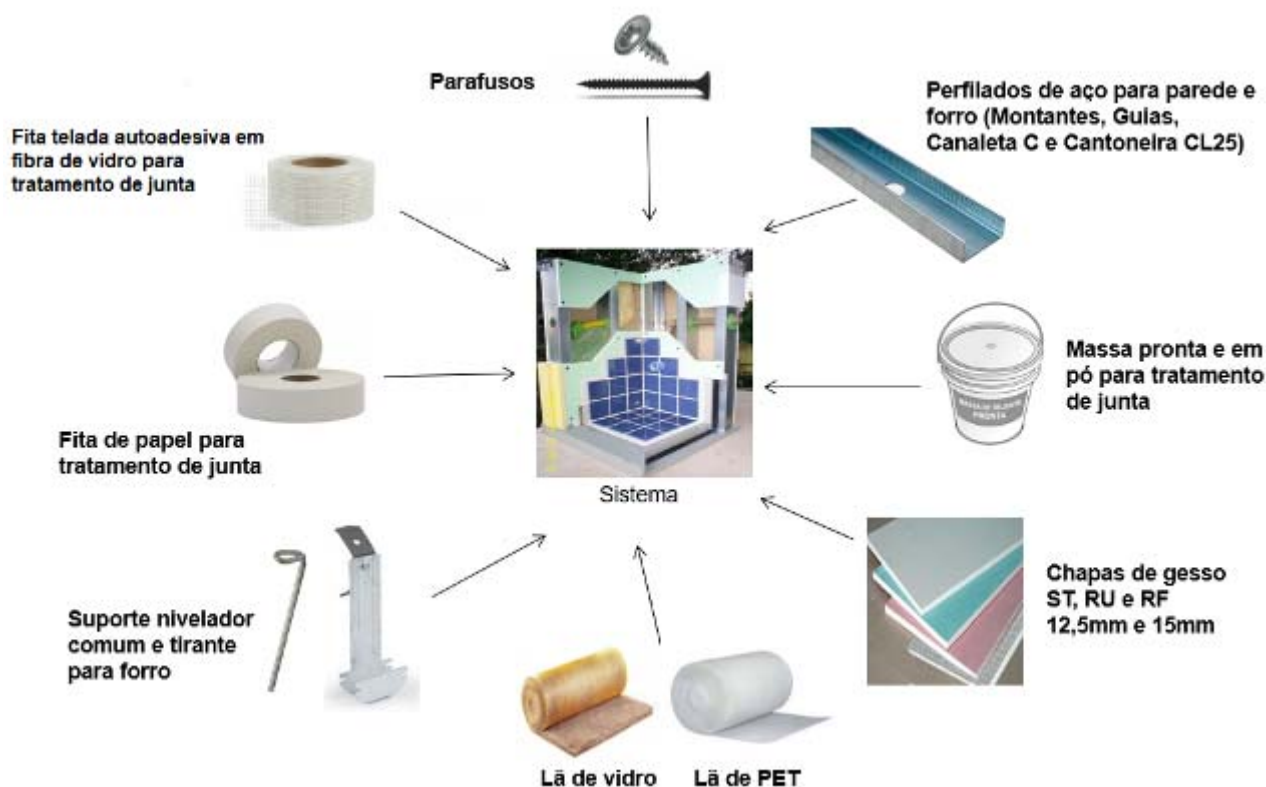 Parafusos
Perfilados de aço para parede e
forro (Montantes, Guias,
Canaleta C e Cantoneira CL25)
Fita telada autoadesiva em
fibra de vidro para
tratamento de junta
Massa pronta e em
pó para tratamento
de junta
PRONTA
Fita de papel para
tratamento de junta
Sistema
Chapas de gesso
ST, RU e RF
12,5mm e 15mm
Suporte nivelador
comum e tirante
para forro
Lã de vidro
Lã de PET